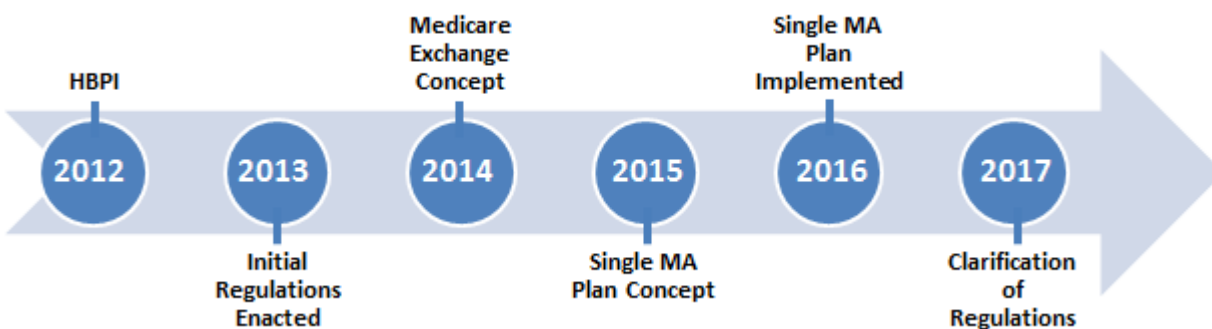 HBPI
Medicare
Exchange
Concept
Single MA
Plan
Implemented
2012
2013
2014
2015
2016
2017
Initial
Regulations
Enacted
Single MA
Plan Concept
Clarification
of
Regulations